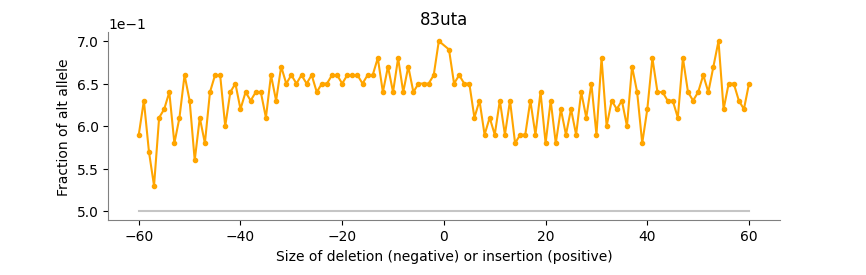 83uta
1e−1
7.0
6.5
6.0
5.5
5.0
Fraction of alt allele
−60 −40 −20 0 20 40 60
Size of deletion (negative) or insertion (positive)